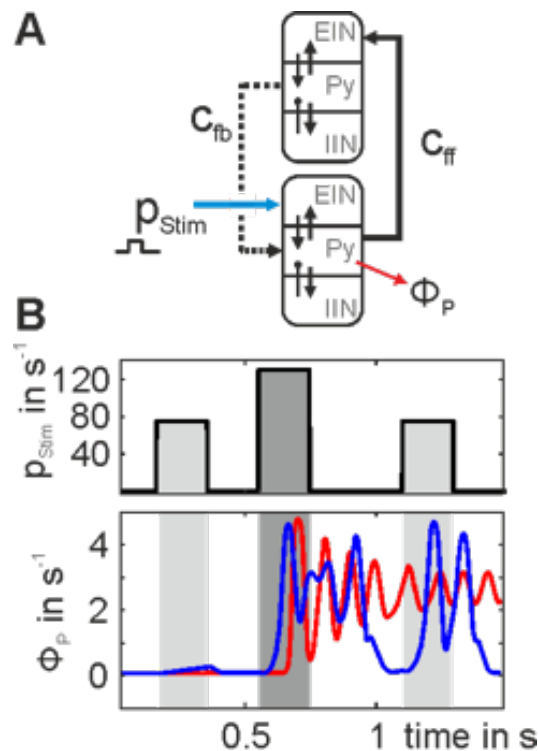 A
EIN
Py
IIN
C_fb
C_ff
EIN
p_Stim
Py
IIN
Φ_P
B
p_Stim in s⁻¹
120
80
40
Φ_P in s⁻¹
4
2
0
0.5 1 time in s